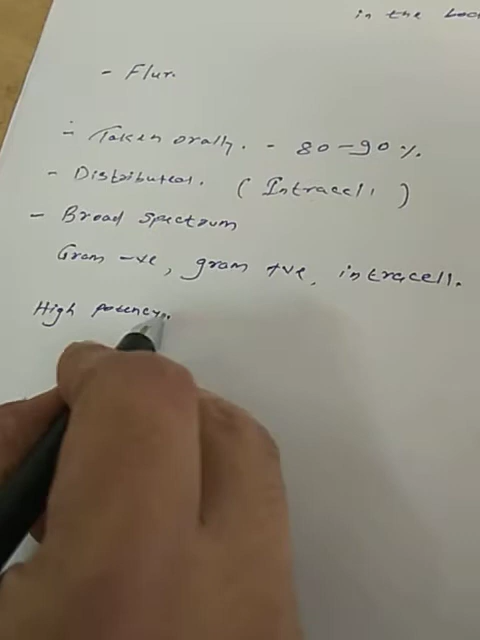 in the
- Flur.
- Taken orally. - 80-90%.
- Distributed. (Intracell.)
- Broad spectrum
Gram -ve, gram +ve, intracell.
High potency.